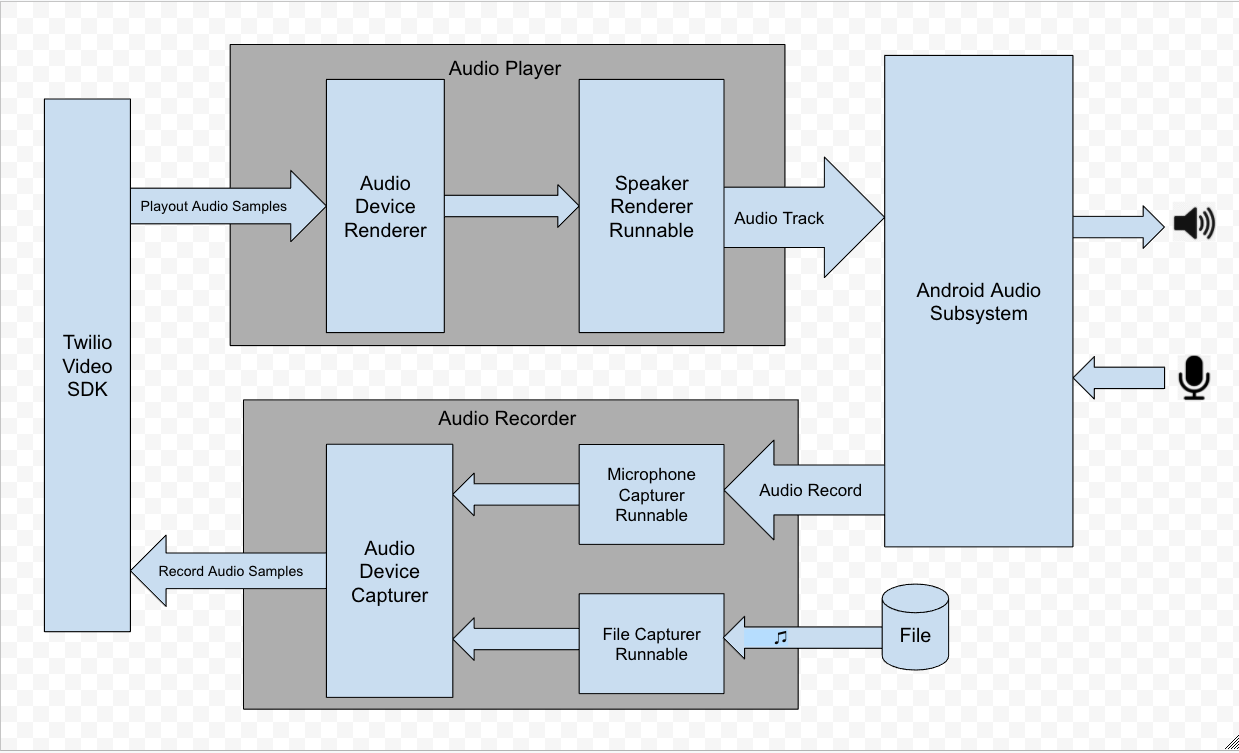 Audio Player
Playout Audio Samples
Audio
Device
Renderer
Speaker
Renderer
Runnable
Audio Track
Android Audio
Subsystem
Twilio
Video
SDK
Audio Recorder
Microphone
Capturer
Runnable
Audio Record
Audio
Device
Capturer
Record Audio Samples
File Capturer
Runnable
♫
File